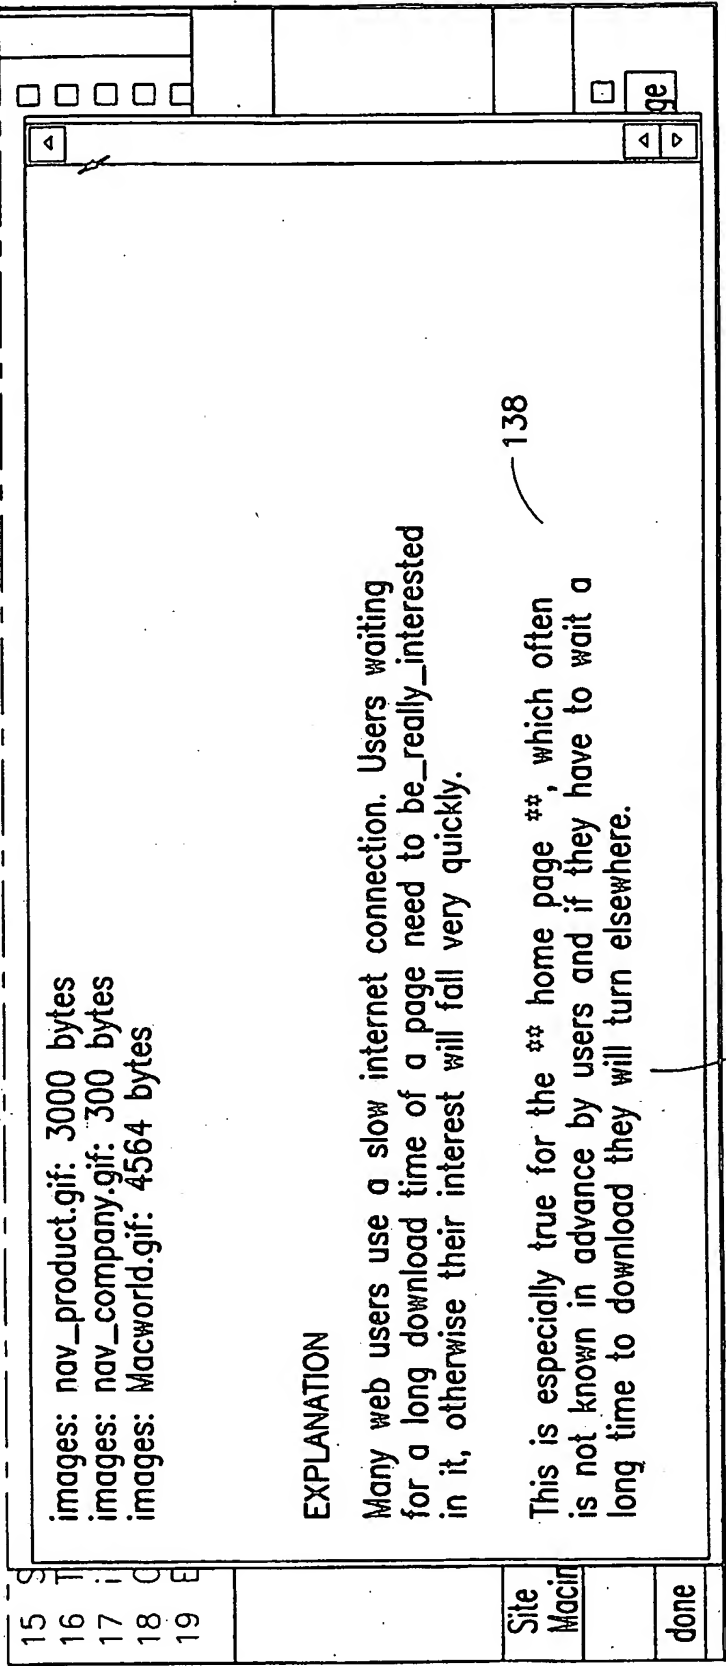 images: nav_product.gif: 3000 bytes
images: nav_company.gif: 300 bytes
images: Macworld.gif: 4564 bytes
EXPLANATION
Many web users use a slow internet connection. Users waiting
for a long download time of a page need to be_really_interested
in it, otherwise their interest will fall very quickly.
This is especially true for the ** home page **, which often
is not known in advance by users and if they have to wait a
long time to download they will turn elsewhere.
138
15
16
17
18
19
Site
Macin
done
ge